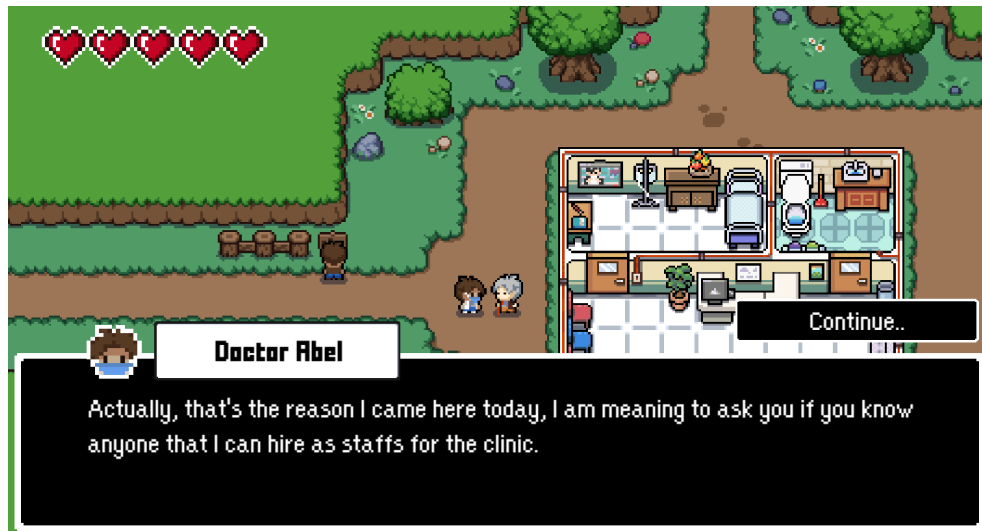 Continue..
Doctor Abel
Actually, that's the reason I came here today, I am meaning to ask you if you know
anyone that I can hire as staffs for the clinic.